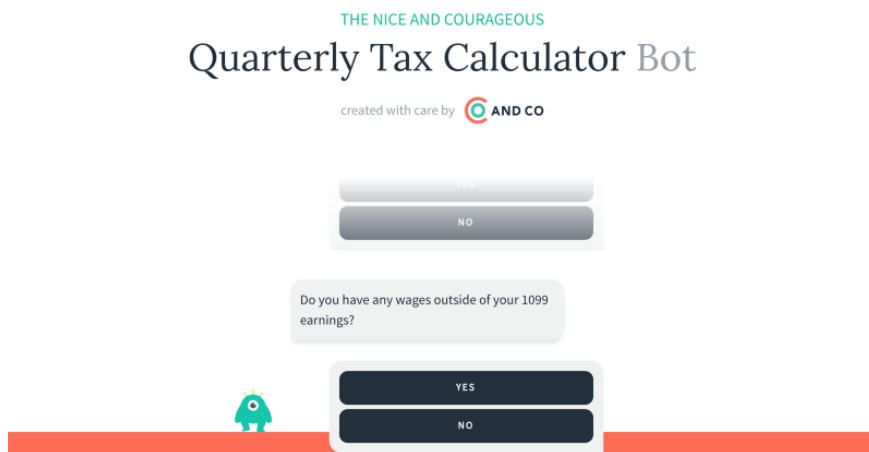 THE NICE AND COURAGEOUS
Quarterly Tax Calculator Bot
created with care by AND CO
YES
NO
Do you have any wages outside of your 1099
earnings?
YES
NO